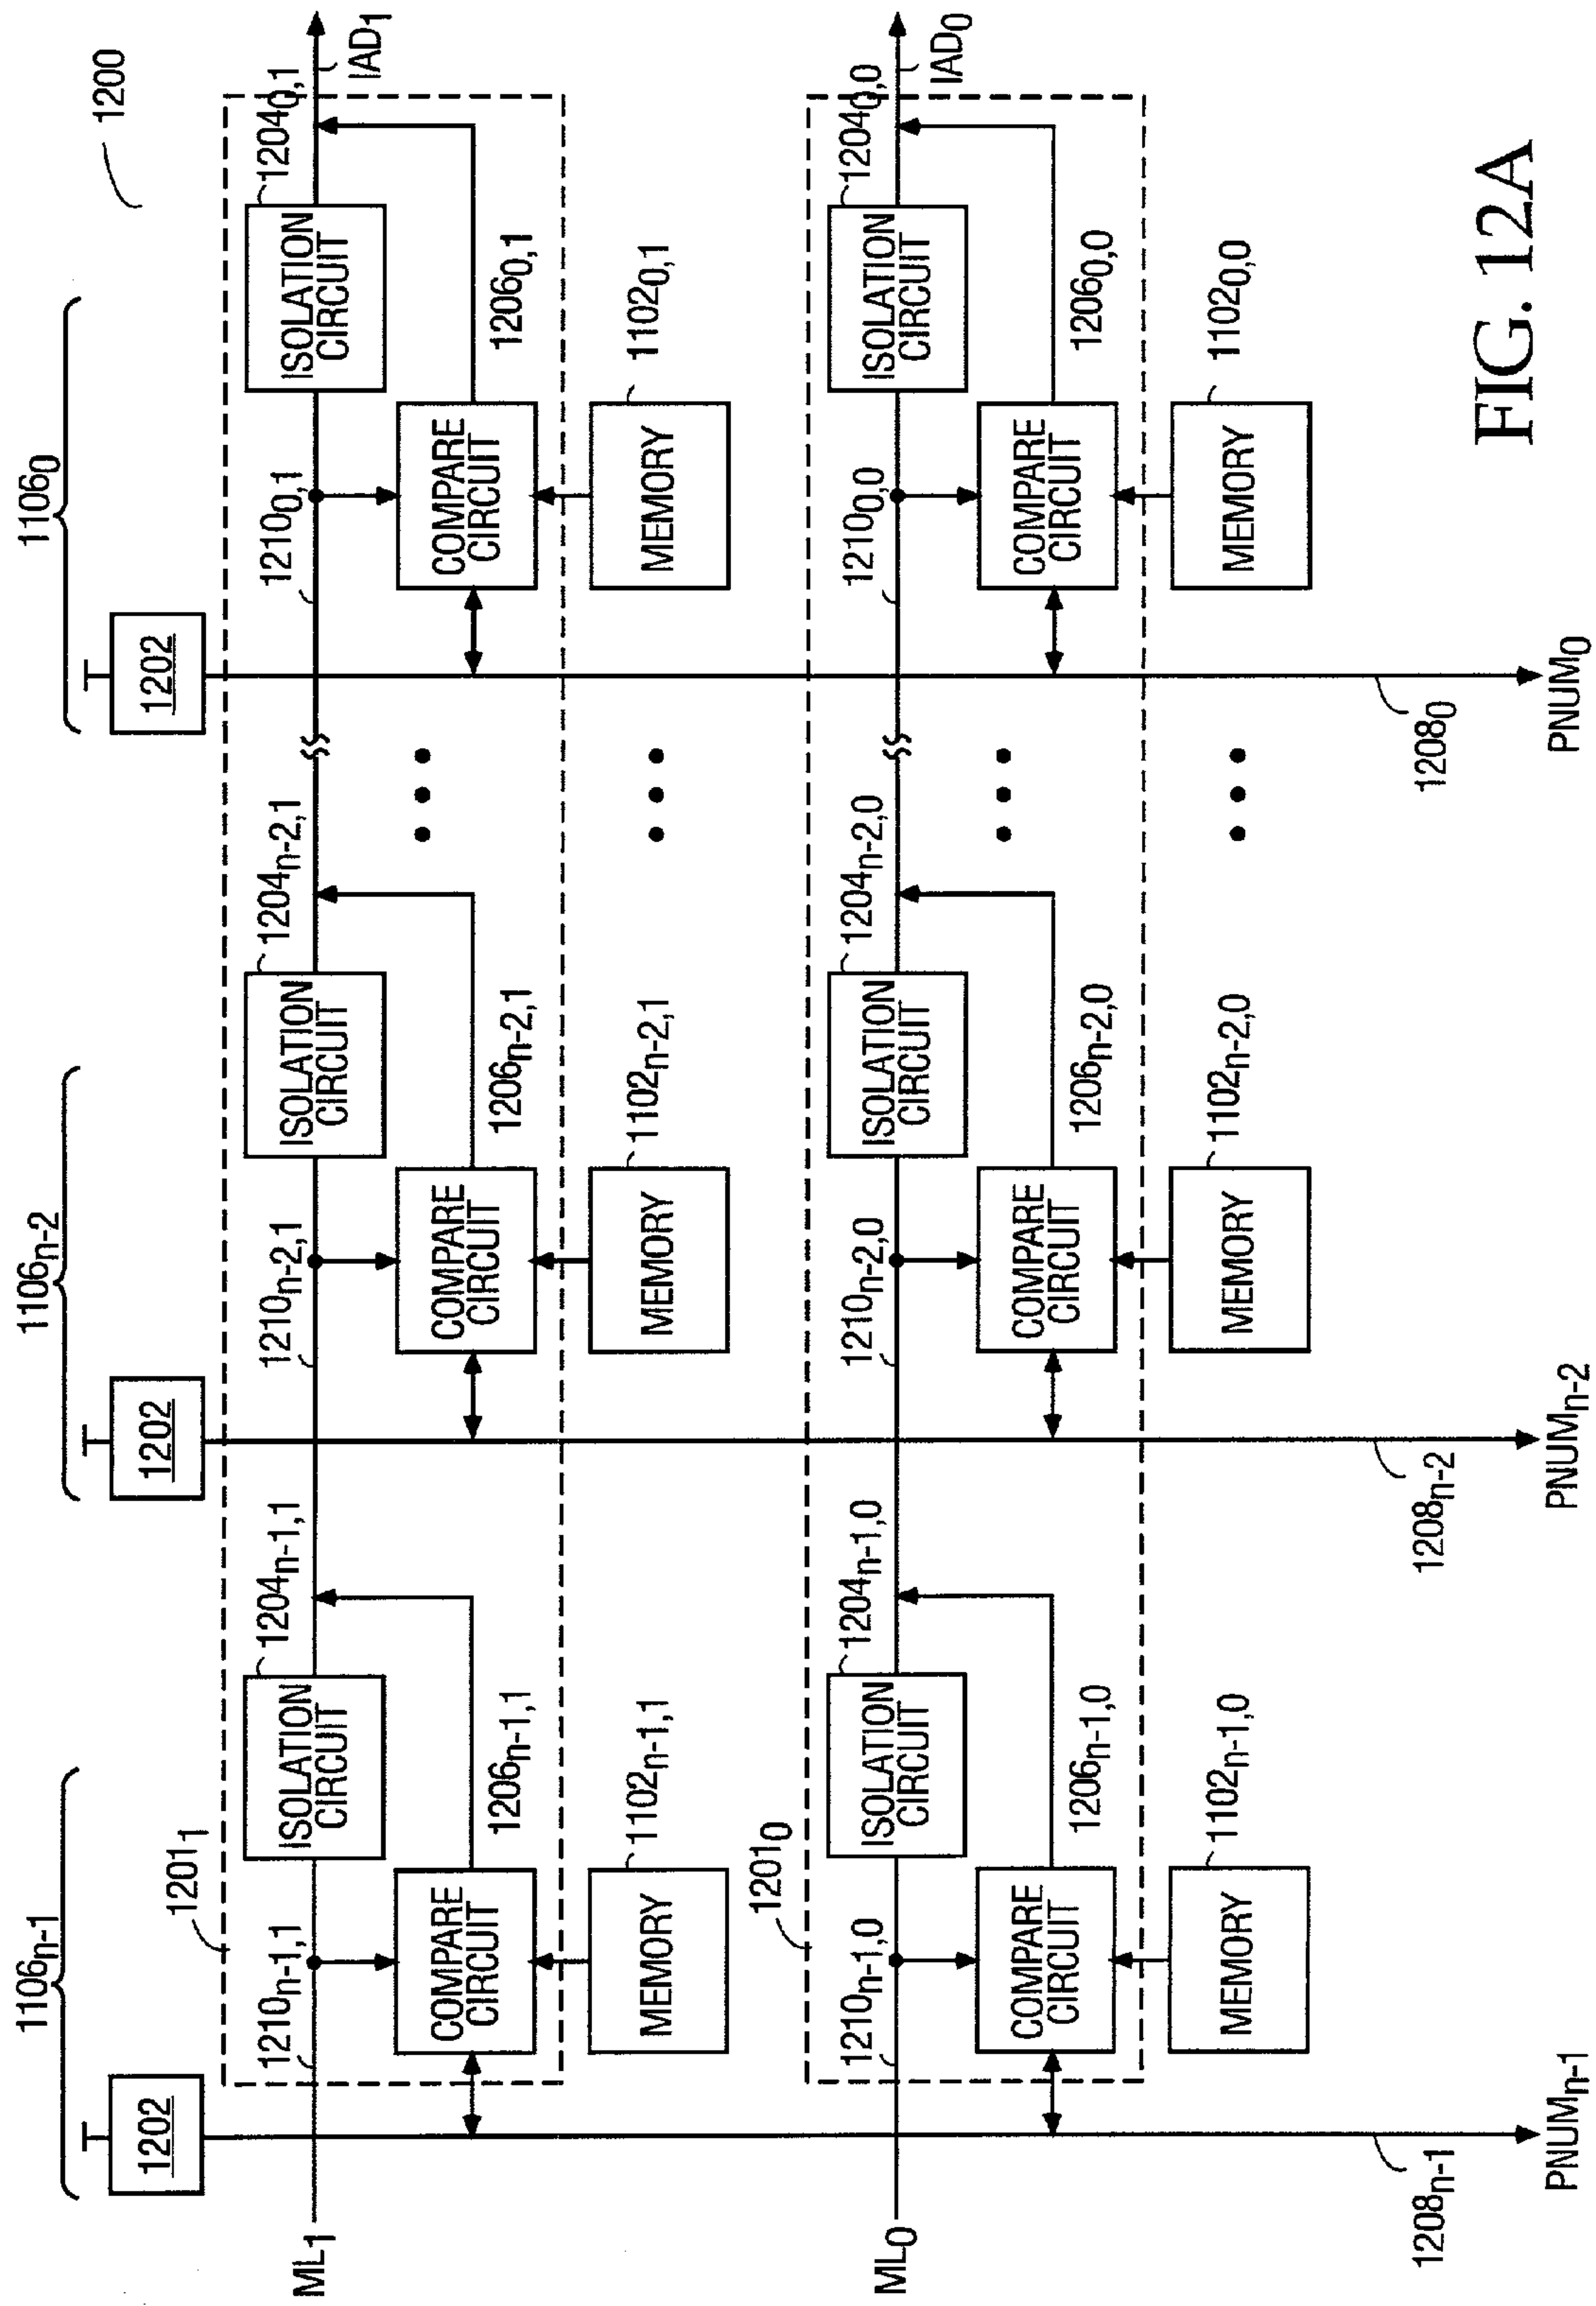 1200
1106n-1
1106n-2
11060
1202
1202
1202
12011
1204n-1,1
1204n-2,1
12040,1
1210n-1,1
1210n-2,1
12100,1
ML1
ISOLATION
CIRCUIT
ISOLATION
CIRCUIT
ISOLATION
CIRCUIT
IAD1
COMPARE
CIRCUIT
COMPARE
CIRCUIT
COMPARE
CIRCUIT
1206n-1,1
1206n-2,1
12060,1
MEMORY
1102n-1,1
MEMORY
1102n-2,1
MEMORY
11020,1
12010
1204n-1,0
1204n-2,0
12040,0
1210n-1,0
1210n-2,0
12100,0
ML0
ISOLATION
CIRCUIT
ISOLATION
CIRCUIT
ISOLATION
CIRCUIT
IAD0
COMPARE
CIRCUIT
COMPARE
CIRCUIT
COMPARE
CIRCUIT
1206n-1,0
1206n-2,0
12060,0
MEMORY
1102n-1,0
MEMORY
1102n-2,0
MEMORY
11020,0
1208n-1
1208n-2
12080
PNUMn-1
PNUMn-2
PNUM0
FIG. 12A